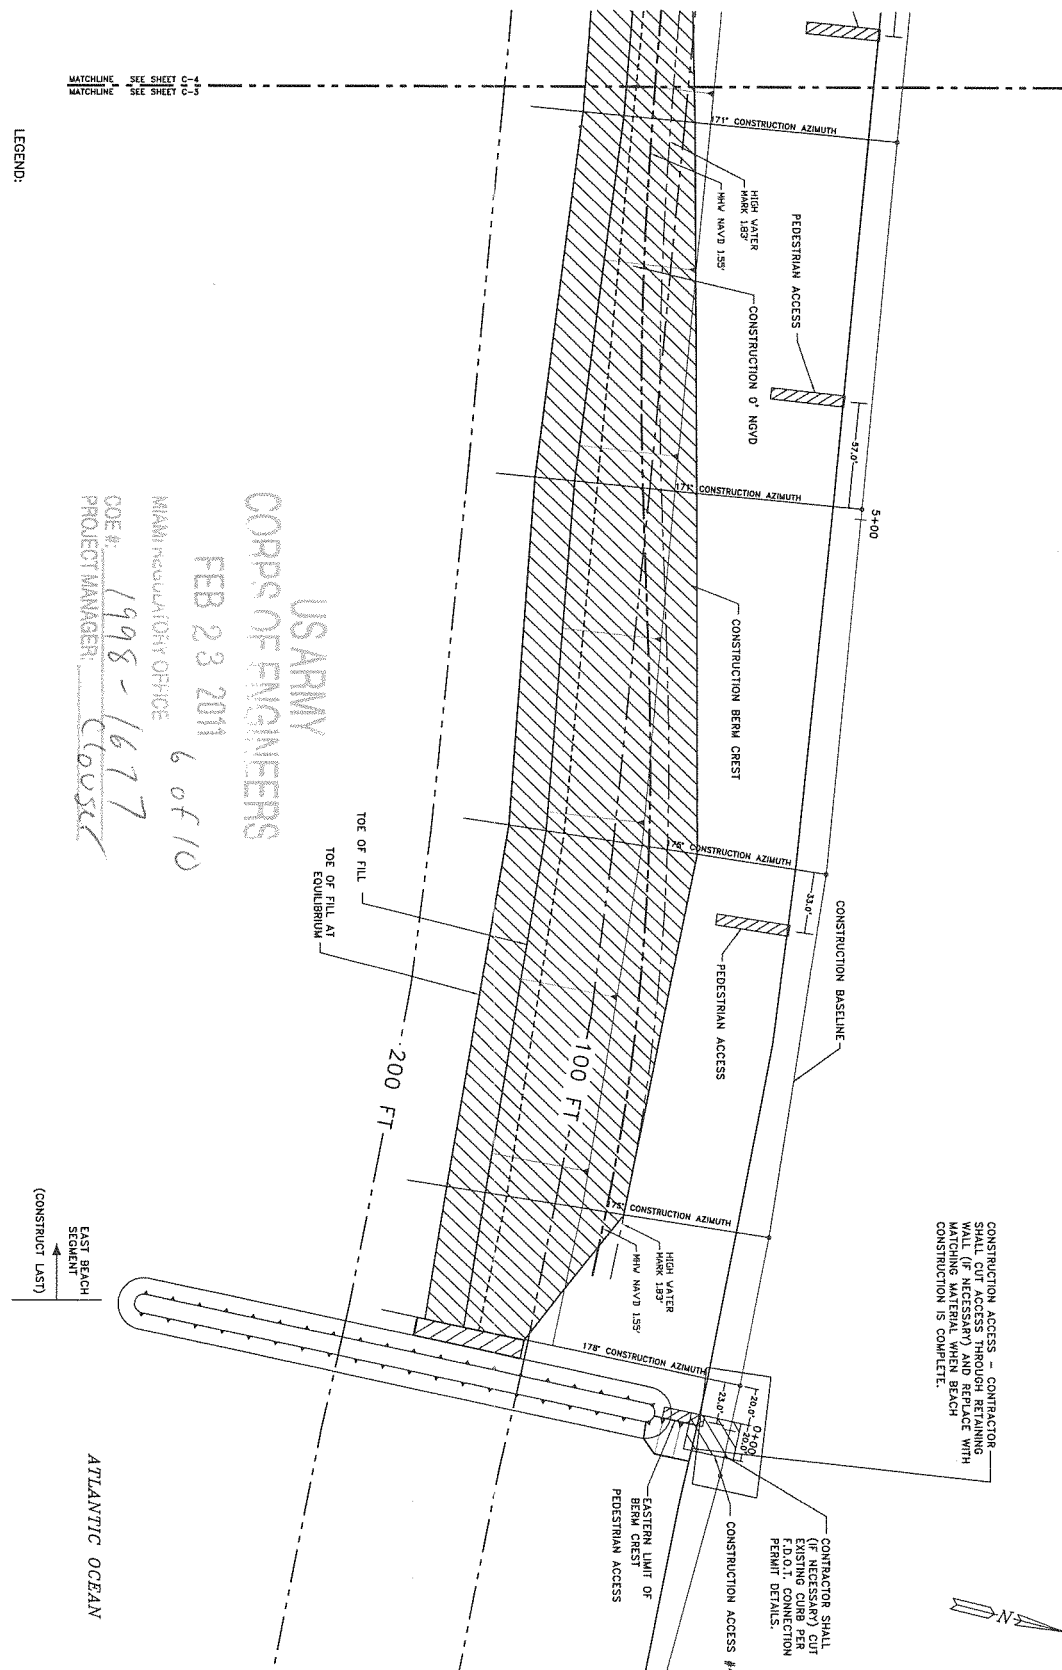 MATCHLINE SEE SHEET C-4
MATCHLINE SEE SHEET C-3
LEGEND:
171° CONSTRUCTION AZIMUTH
HIGH WATER
MARK 1.83'
MHW NAVD 1.55'
PEDESTRIAN ACCESS
CONSTRUCTION 0' NGVD
57.0'
5+00
171° CONSTRUCTION AZIMUTH
CONSTRUCTION BERM CREST
US ARMY
CORPS OF ENGINEERS
FEB 23 2011
MIAMI REGULATORY OFFICE
6 of 10
COE #: 1998-1677
PROJECT MANAGER: Clouser
TOE OF FILL
TOE OF FILL AT
EQUILIBRIUM
175° CONSTRUCTION AZIMUTH
33.0'
CONSTRUCTION BASELINE
PEDESTRIAN ACCESS
100 FT
200 FT
175° CONSTRUCTION AZIMUTH
HIGH WATER
MARK 1.83'
MHW NAVD 1.55'
CONSTRUCTION ACCESS - CONTRACTOR
SHALL CUT ACCESS THROUGH RETAINING
WALL (IF NECESSARY) AND REPLACE WITH
MATCHING MATERIAL WHEN BEACH
CONSTRUCTION IS COMPLETE.
EAST BEACH
SEGMENT
(CONSTRUCT LAST)
178° CONSTRUCTION AZIMUTH
20.0'
23.0'
0+00
20.0'
EASTERN LIMIT OF
BERM CREST
PEDESTRIAN ACCESS
CONSTRUCTION ACCESS
CONTRACTOR SHALL
(IF NECESSARY) CUT
EXISTING CURB PER
F.D.O.T. CONNECTION
PERMIT DETAILS.
ATLANTIC OCEAN
N